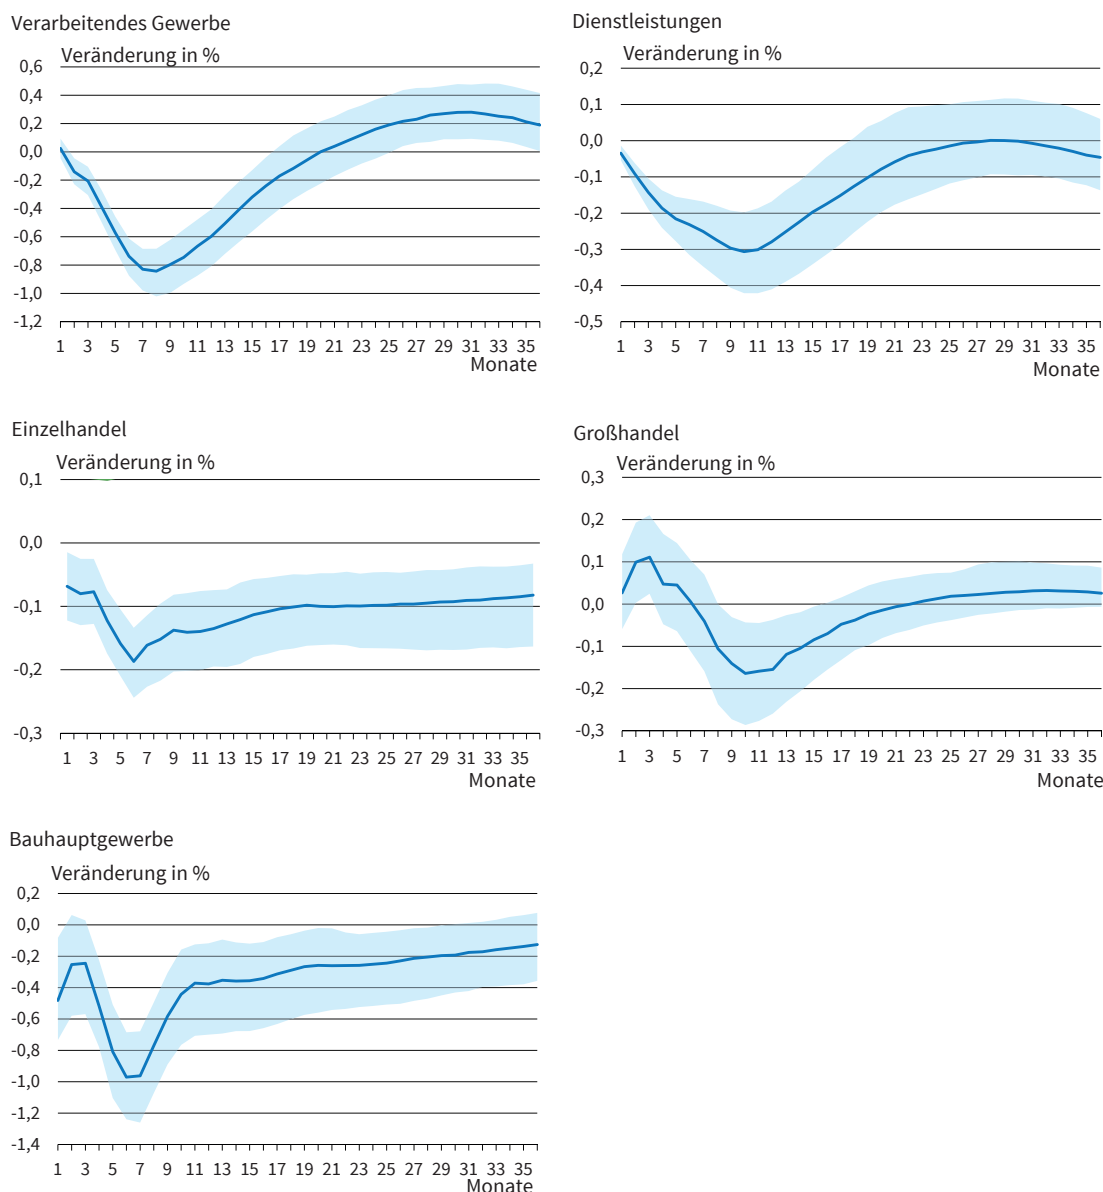 Verarbeitendes Gewerbe
Veränderung in %
0,6
0,4
0,2
0,0
-0,2
-0,4
-0,6
-0,8
-1,0
-1,2
1 3 5 7 9 11 13 15 17 19 21 23 25 27 29 31 33 35
Monate
Dienstleistungen
Veränderung in %
0,2
0,1
0,0
-0,1
-0,2
-0,3
-0,4
-0,5
1 3 5 7 9 11 13 15 17 19 21 23 25 27 29 31 33 35
Monate
Einzelhandel
Veränderung in %
0,1
0,0
-0,1
-0,2
-0,3
1 3 5 7 9 11 13 15 17 19 21 23 25 27 29 31 33 35
Monate
Großhandel
Veränderung in %
0,3
0,2
0,1
0,0
-0,1
-0,2
-0,3
1 3 5 7 9 11 13 15 17 19 21 23 25 27 29 31 33 35
Monate
Bauhauptgewerbe
Veränderung in %
0,2
0,0
-0,2
-0,4
-0,6
-0,8
-1,0
-1,2
-1,4
1 3 5 7 9 11 13 15 17 19 21 23 25 27 29 31 33 35
Monate